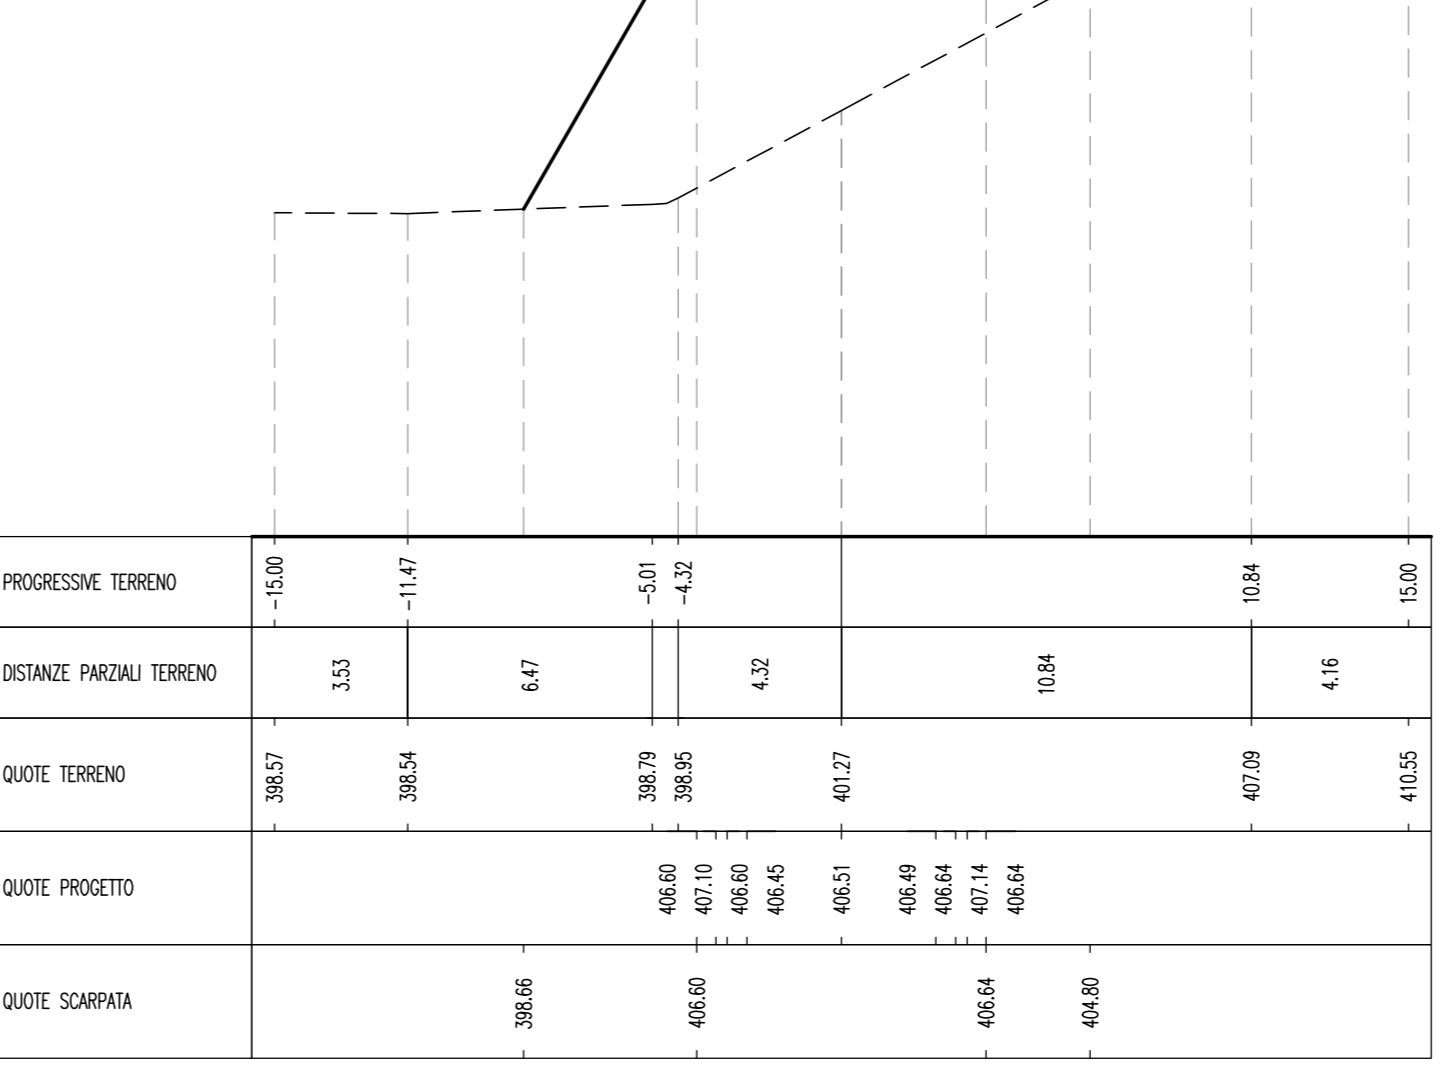 PROGRESSIVE TERRENO -15.00 -11.47 -5.01 -4.32 10.84 15.00
DISTANZE PARZIALI TERRENO 3.53 6.47 4.32 10.84 4.16
QUOTE TERRENO 398.57 398.54 398.79 398.95 401.27 407.09 410.55
QUOTE PROGETTO 406.60 407.10 406.60 406.45 406.51 406.49 406.64 407.14 406.64
QUOTE SCARPATA 398.66 406.60 406.64 404.80